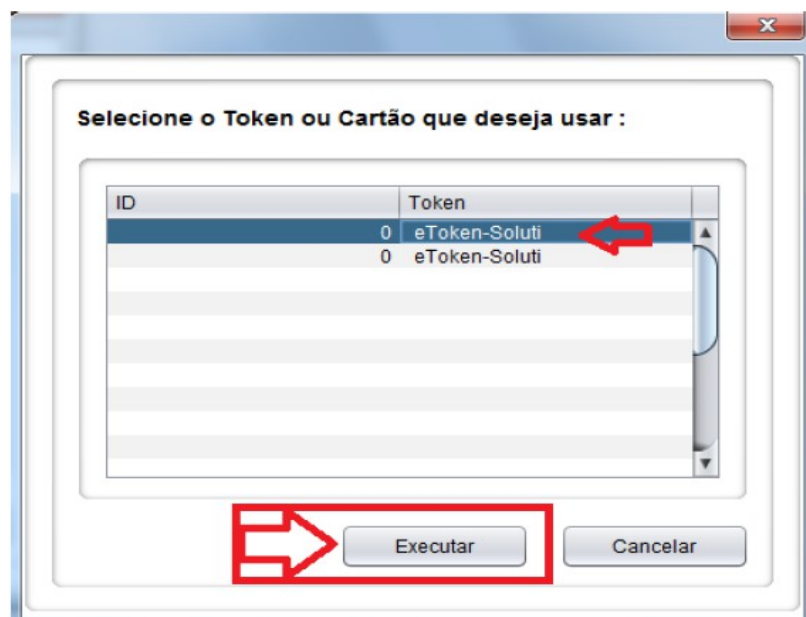 Selecione o Token ou Cartão que deseja usar :
ID Token
0 eToken-Soluti
0 eToken-Soluti
Executar Cancelar